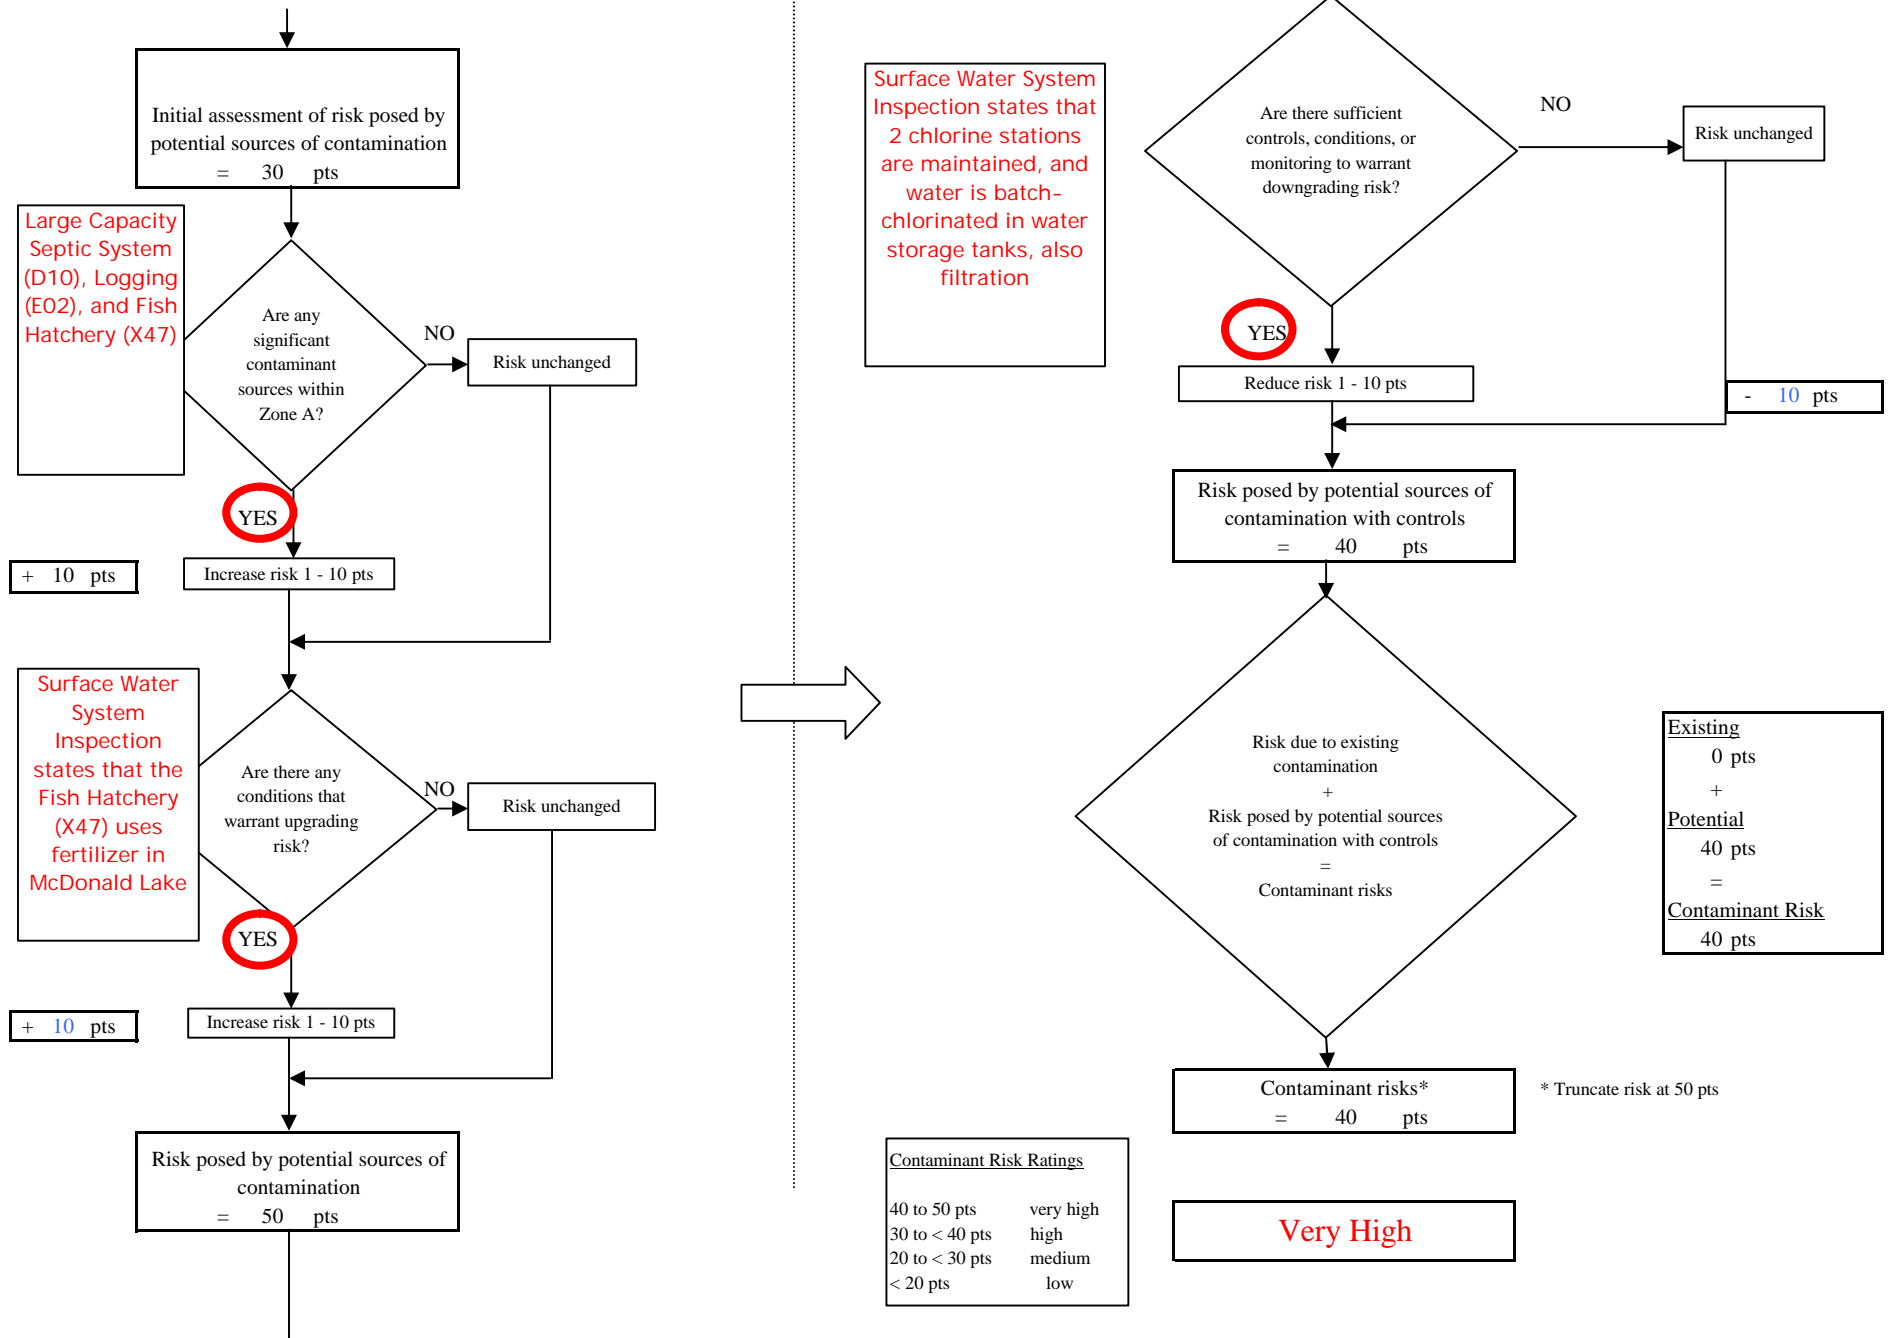 Initial assessment of risk posed by
potential sources of contamination
= 30 pts
Large Capacity
Septic System
(D10), Logging
(E02), and Fish
Hatchery (X47)
Are any
significant
contaminant
sources within
Zone A?
NO
Risk unchanged
YES
+ 10 pts
Increase risk 1 - 10 pts
Surface Water
System
Inspection
states that the
Fish Hatchery
(X47) uses
fertilizer in
McDonald Lake
Are there any
conditions that
warrant upgrading
risk?
NO
Risk unchanged
YES
+ 10 pts
Increase risk 1 - 10 pts
Risk posed by potential sources of
contamination
= 50 pts
Surface Water System
Inspection states that
2 chlorine stations
are maintained, and
water is batch-
chlorinated in water
storage tanks, also
filtration
Are there sufficient
controls, conditions, or
monitoring to warrant
downgrading risk?
NO
Risk unchanged
YES
Reduce risk 1 - 10 pts
- 10 pts
Risk posed by potential sources of
contamination with controls
= 40 pts
Risk due to existing
contamination
+
Risk posed by potential sources
of contamination with controls
=
Contaminant risks
Existing
0 pts
+
Potential
40 pts
=
Contaminant Risk
40 pts
Contaminant risks*
= 40 pts
* Truncate risk at 50 pts
Contaminant Risk Ratings
40 to 50 pts very high
30 to < 40 pts high
20 to < 30 pts medium
< 20 pts low
Very High